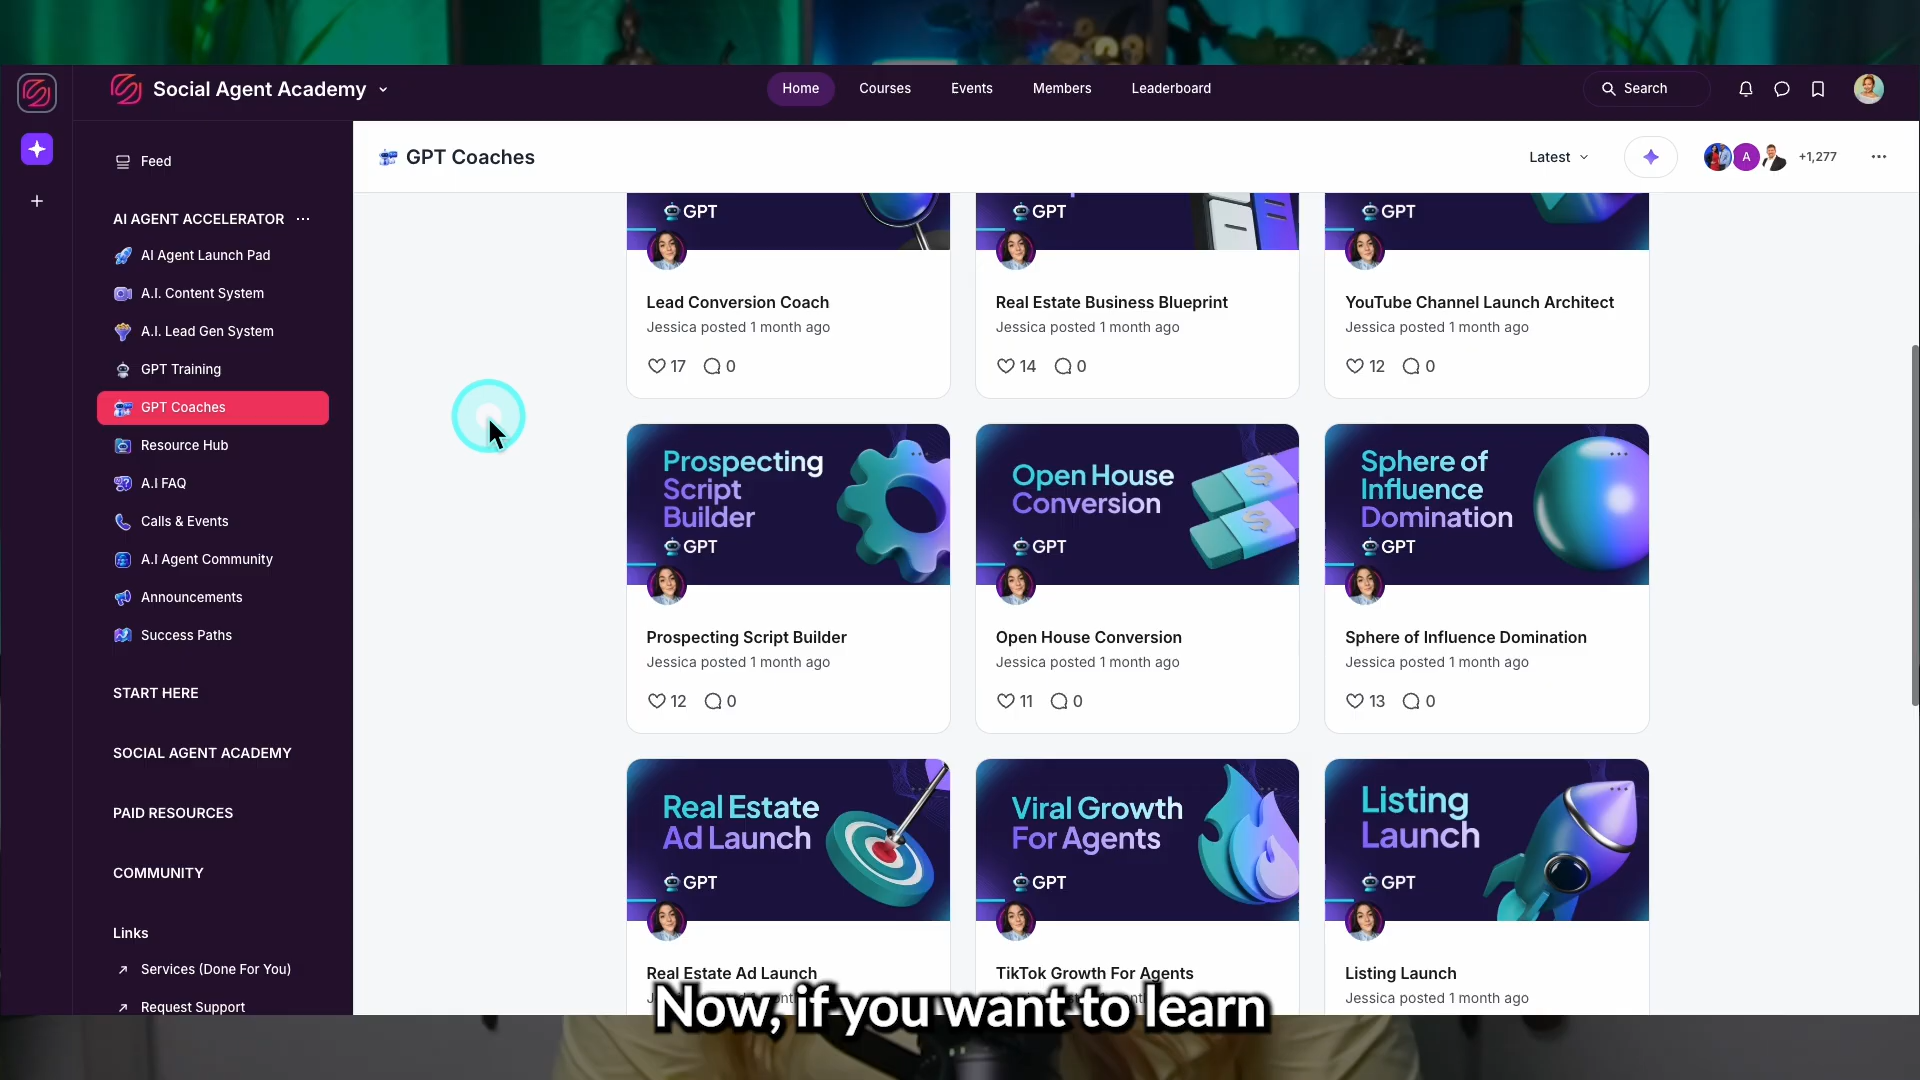 Social Agent Academy
Home
Courses
Events
Members
Leaderboard
Search
Feed
AI AGENT ACCELERATOR
AI Agent Launch Pad
A.I. Content System
A.I. Lead Gen System
GPT Training
GPT Coaches
Resource Hub
A.I FAQ
Calls & Events
A.I Agent Community
Announcements
Success Paths
START HERE
SOCIAL AGENT ACADEMY
PAID RESOURCES
COMMUNITY
Links
Services (Done For You)
Request Support
GPT Coaches
Latest
A
+1,277
GPT
Lead Conversion Coach
Jessica posted 1 month ago
17
0
GPT
Real Estate Business Blueprint
Jessica posted 1 month ago
14
0
GPT
YouTube Channel Launch Architect
Jessica posted 1 month ago
12
0
Prospecting
Script
Builder
GPT
Prospecting Script Builder
Jessica posted 1 month ago
12
0
Open House
Conversion
GPT
Open House Conversion
Jessica posted 1 month ago
11
0
Sphere of
Influence
Domination
GPT
Sphere of Influence Domination
Jessica posted 1 month ago
13
0
Real Estate
Ad Launch
GPT
Real Estate Ad Launch
Viral Growth
For Agents
GPT
TikTok Growth For Agents
Listing
Launch
GPT
Listing Launch
Jessica posted 1 month ago
Now, if you want to learn